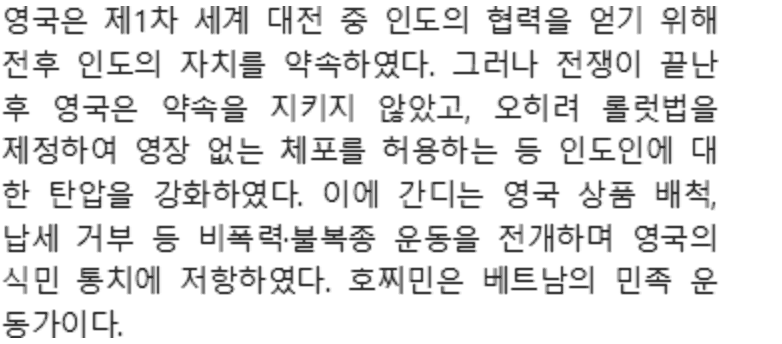 영국은 제1차 세계 대전 중 인도의 협력을 얻기 위해
전후 인도의 자치를 약속하였다. 그러나 전쟁이 끝난
후 영국은 약속을 지키지 않았고, 오히려 롤럿법을
제정하여 영장 없는 체포를 허용하는 등 인도인에 대
한 탄압을 강화하였다. 이에 간디는 영국 상품 배척,
납세 거부 등 비폭력·불복종 운동을 전개하며 영국의
식민 통치에 저항하였다. 호찌민은 베트남의 민족 운
동가이다.